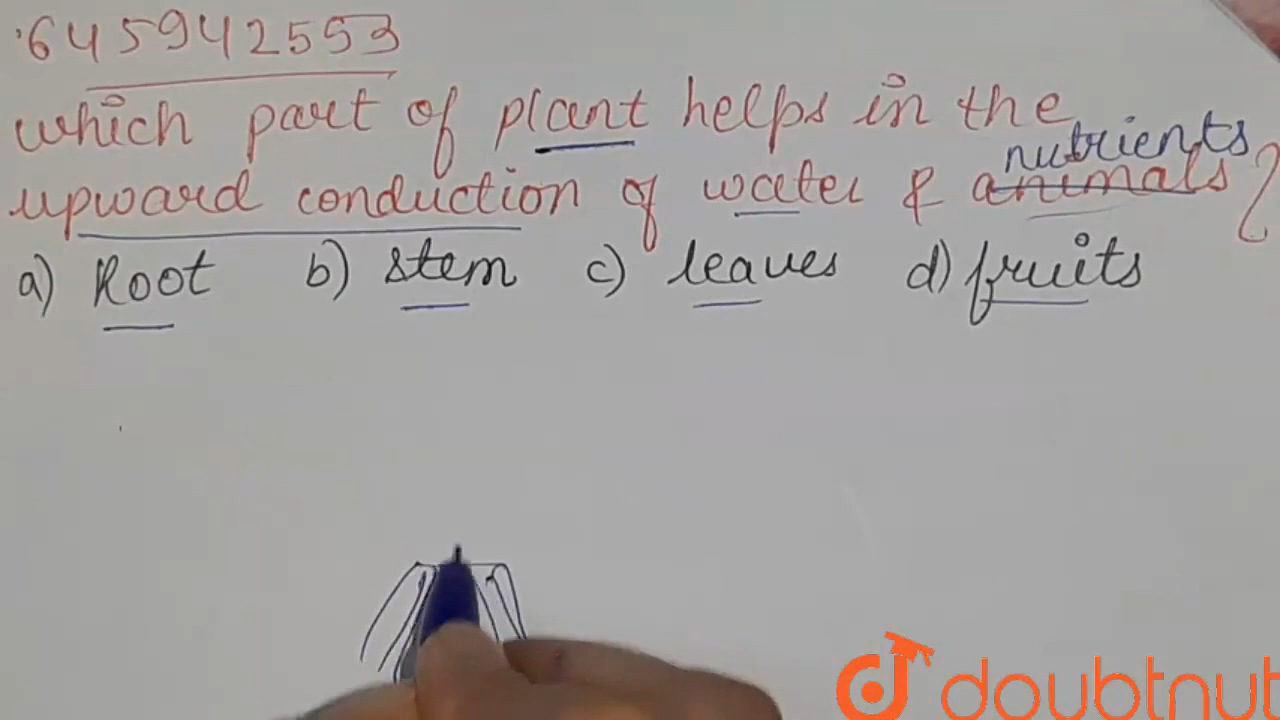 645942553
which part of plant helps in the
nutrients
upward conduction of water & animals?
a) Root b) stem c) leaves d) fruits
doubtnut